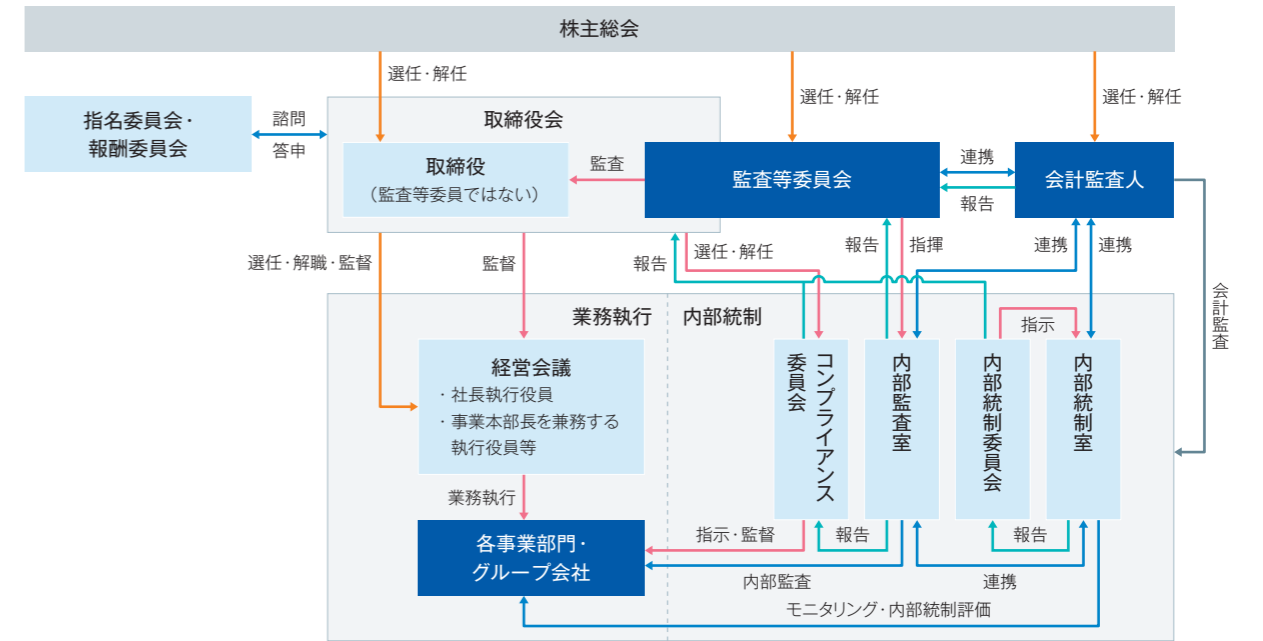 株主総会
選任・解任
選任・解任
選任・解任
指名委員会・
報酬委員会
諮問
答申
取締役会
取締役
（監査等委員ではない）
監査
監査等委員会
連携
報告
会計監査人
選任・解職・監督
監督
報告
選任・解任
報告
指揮
連携
連携
会計監査
業務執行
内部統制
指示
経営会議
・社長執行役員
・事業本部長を兼務する
執行役員等
コンプライアンス
委員会
内部監査室
内部統制委員会
内部統制室
業務執行
各事業部門・
グループ会社
指示・監督
報告
報告
内部監査
連携
モニタリング・内部統制評価